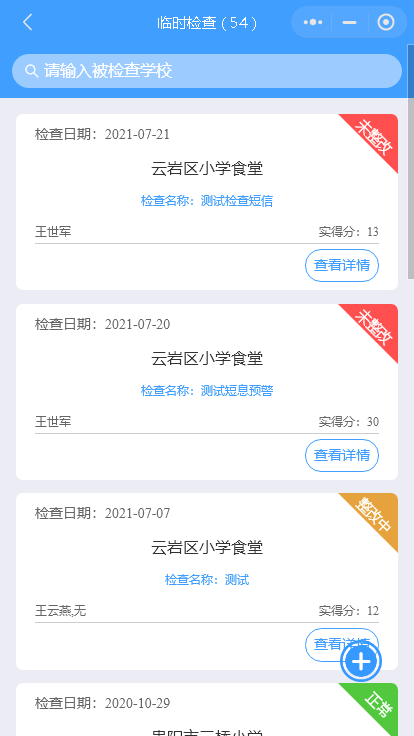 临时检查 ( 54 )
请输入被检查学校
检查日期：2021-07-21
未整改
云岩区小学食堂
检查名称：测试检查短信
王世军 实得分：13
查看详情
检查日期：2021-07-20
未整改
云岩区小学食堂
检查名称：测试短息预警
王世军 实得分：30
查看详情
检查日期：2021-07-07
整改中
云岩区小学食堂
检查名称：测试
王云燕,无 实得分：12
查看详情
检查日期：2020-10-29
正常
贵阳市三桥小学